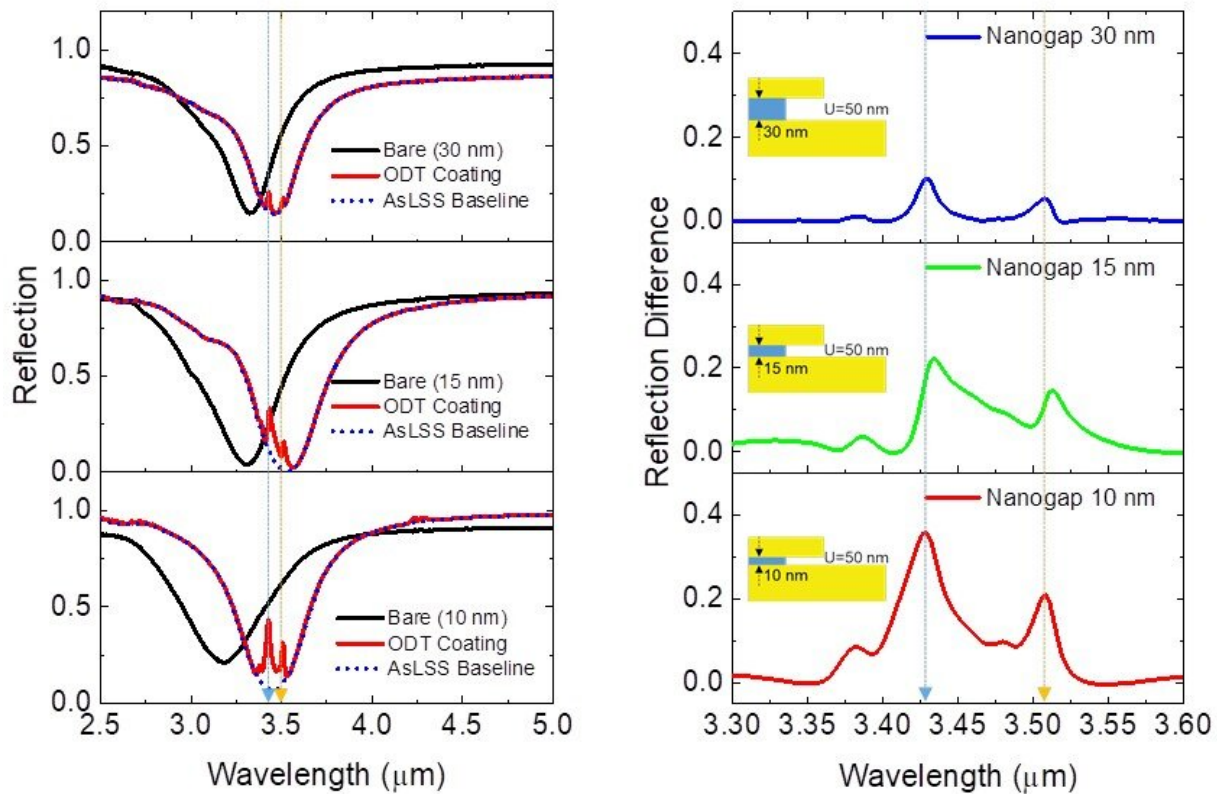 1.0
0.5
0.0
Bare (30 nm)
ODT Coating
AsLSS Baseline
1.0
0.5
0.0
Bare (15 nm)
ODT Coating
AsLSS Baseline
1.0
0.5
0.0
Bare (10 nm)
ODT Coating
AsLSS Baseline
2.5 3.0 3.5 4.0 4.5 5.0
Wavelength (μm)
Reflection
0.4
0.2
0.0
Nanogap 30 nm
U=50 nm
30 nm
0.4
0.2
0.0
Nanogap 15 nm
U=50 nm
15 nm
0.4
0.2
0.0
Nanogap 10 nm
U=50 nm
10 nm
3.30 3.35 3.40 3.45 3.50 3.55 3.60
Wavelength (μm)
Reflection Difference